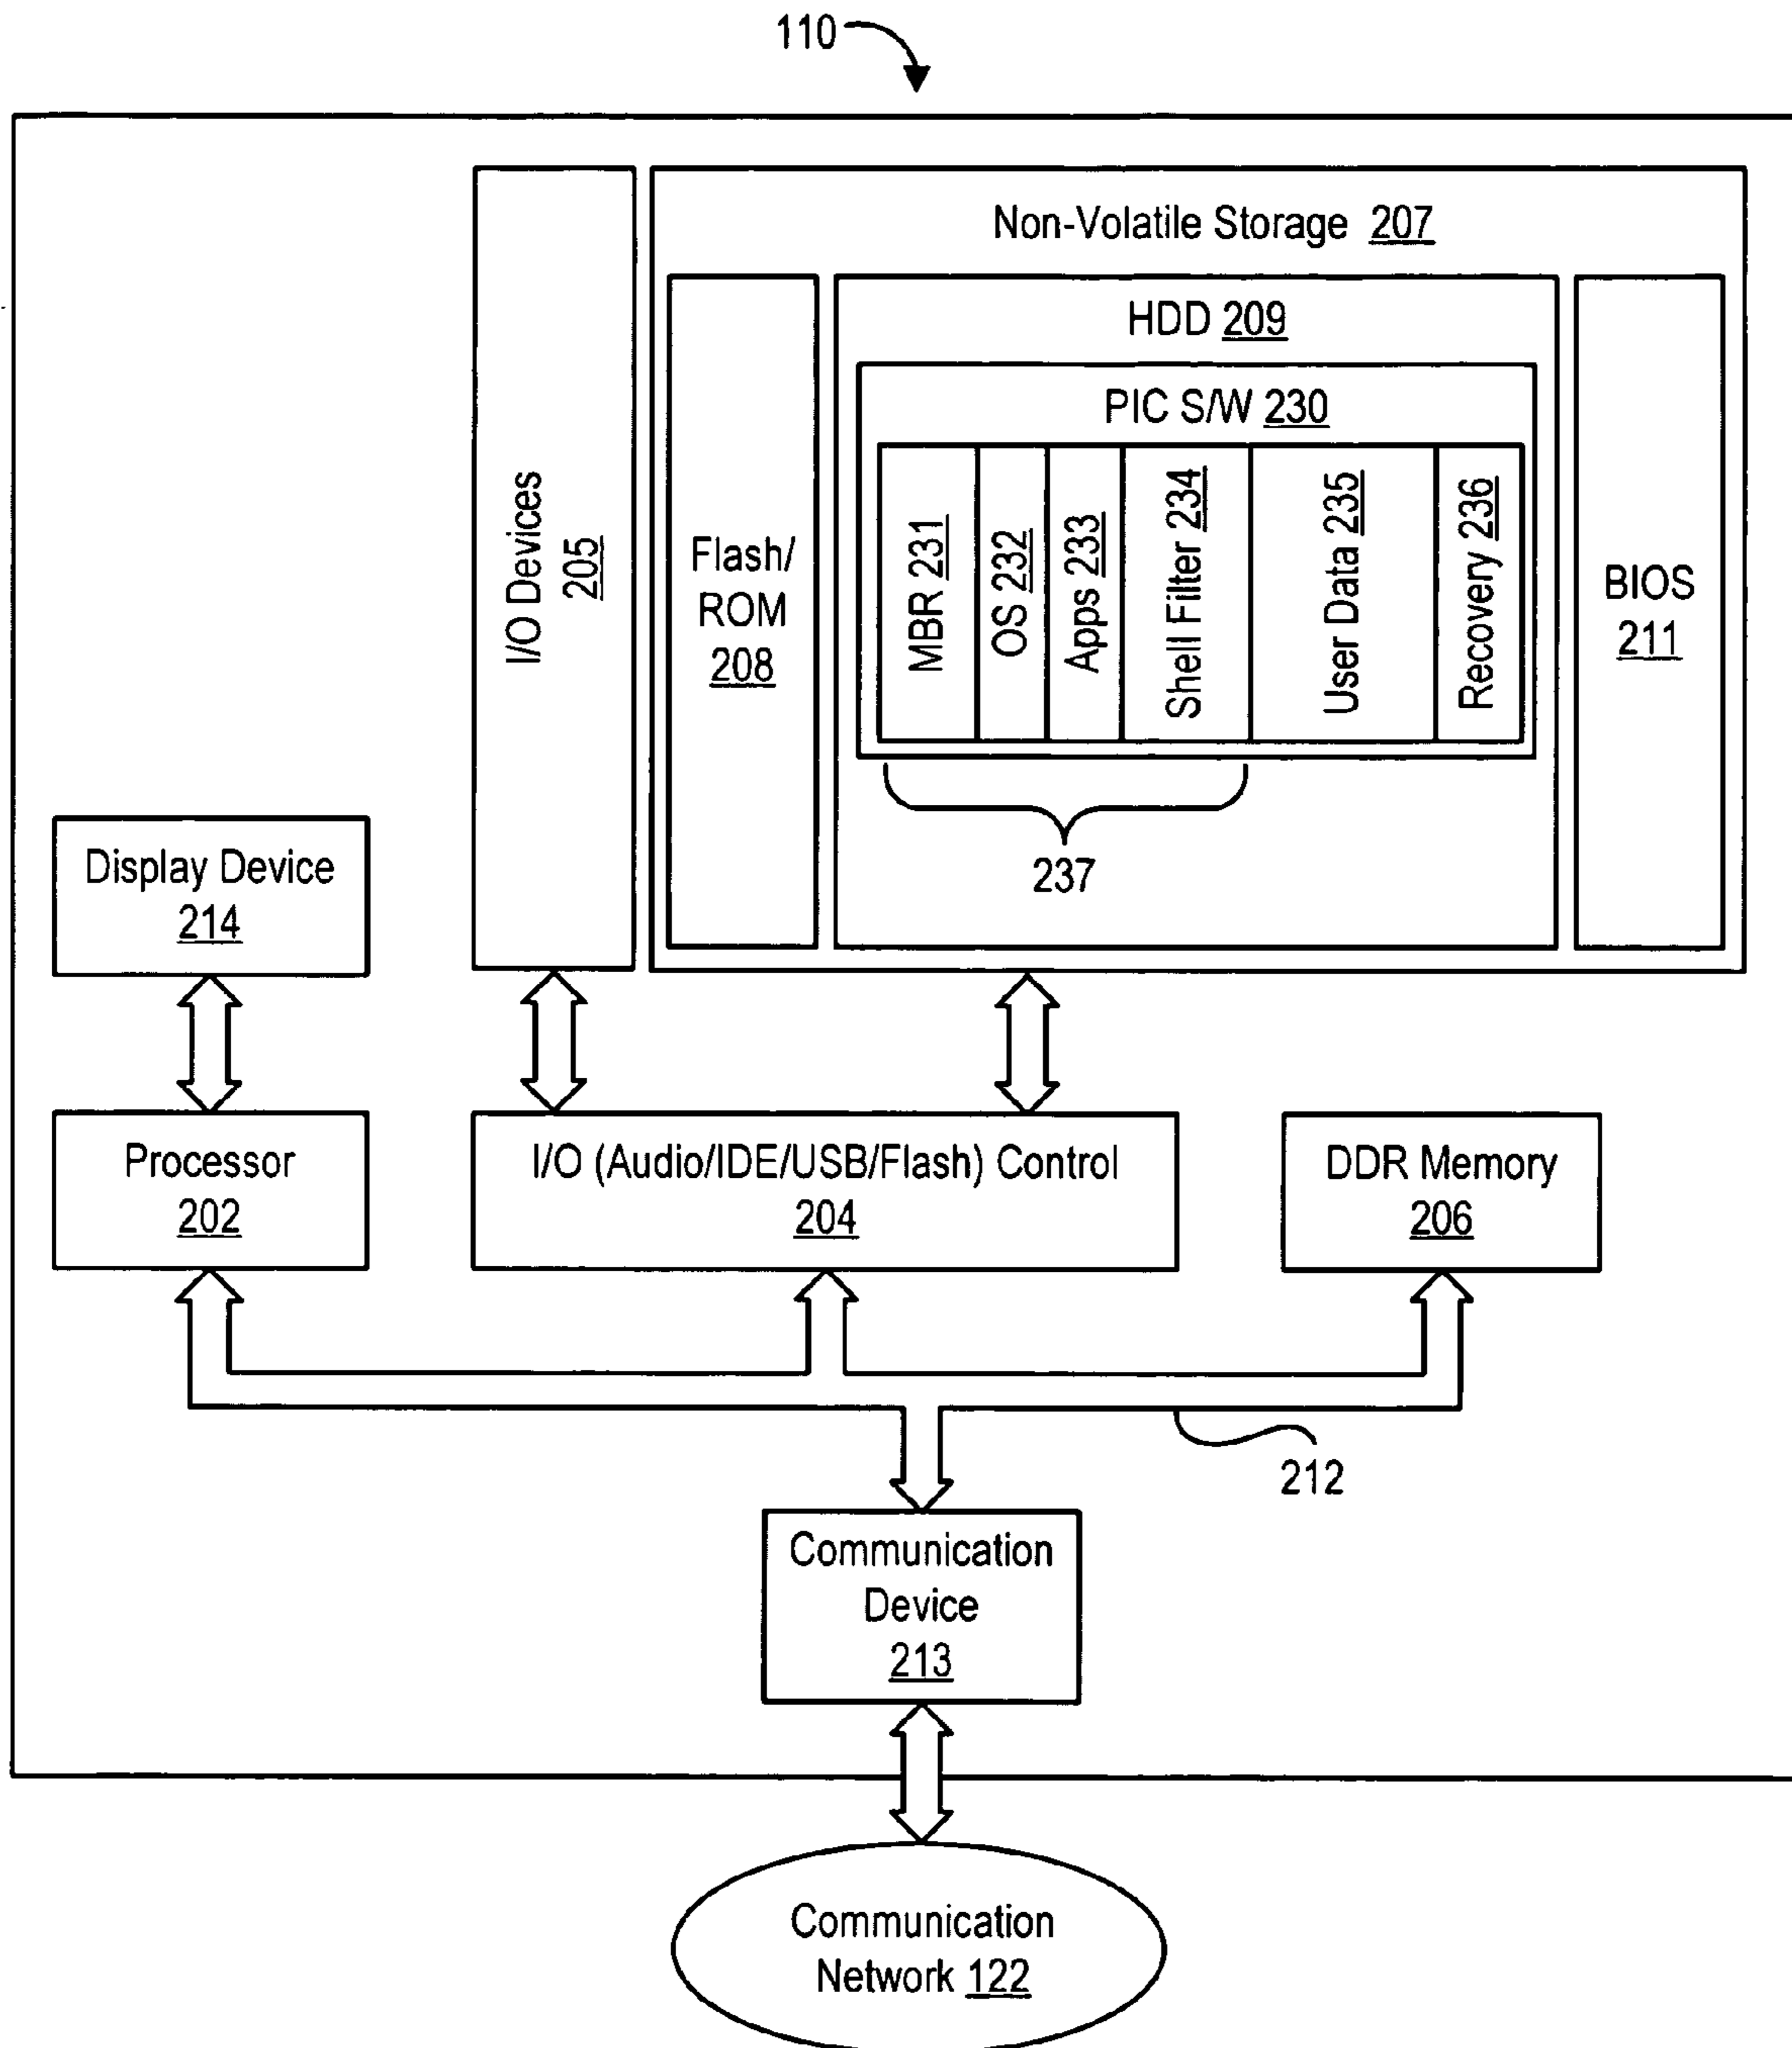 110
Non-Volatile Storage 207
HDD 209
PIC S/W 230
I/O Devices
205
Flash/
ROM
208
MBR 231
OS 232
Apps 233
Shell Filter 234
User Data 235
Recovery 236
BIOS
211
237
Display Device
214
Processor
202
I/O (Audio/IDE/USB/Flash) Control
204
DDR Memory
206
212
Communication
Device
213
Communication
Network 122